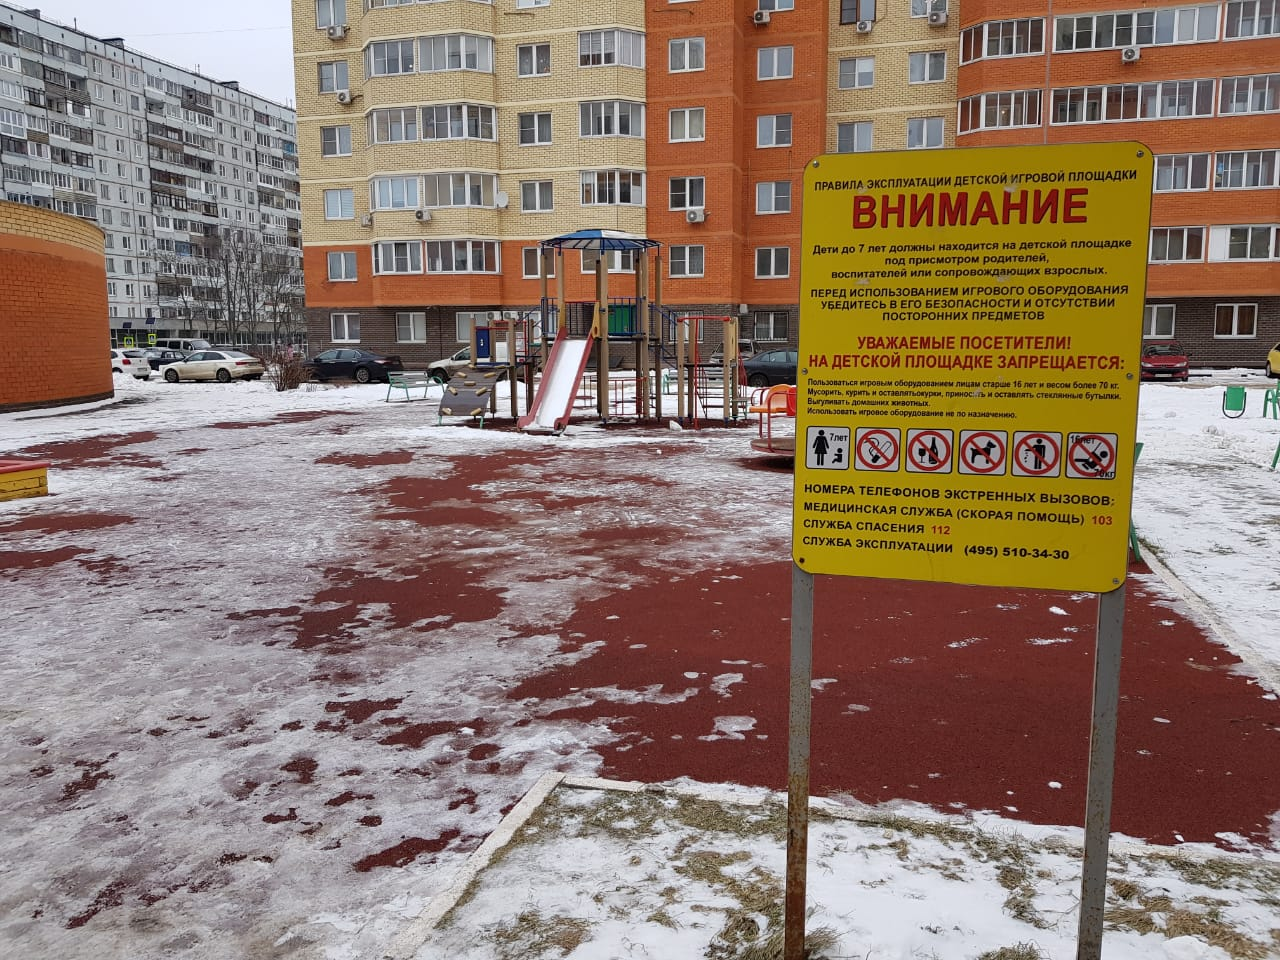 ПРАВИЛА ЭКСПЛУАТАЦИИ ДЕТСКОЙ ИГРОВОЙ ПЛОЩАДКИ
ВНИМАНИЕ
Дети до 7 лет должны находится на детской площадке
под присмотром родителей,
воспитателей или сопровождающих взрослых.
ПЕРЕД ИСПОЛЬЗОВАНИЕМ ИГРОВОГО ОБОРУДОВАНИЯ
УБЕДИТЕСЬ В ЕГО БЕЗОПАСНОСТИ И ОТСУТСТВИИ
ПОСТОРОННИХ ПРЕДМЕТОВ
УВАЖАЕМЫЕ ПОСЕТИТЕЛИ!
НА ДЕТСКОЙ ПЛОЩАДКЕ ЗАПРЕЩАЕТСЯ:
Пользоваться игровым оборудованием лицам старше 16 лет и весом более 70 кг.
Мусорить, курить и оставлятьокурки, приносить и оставлять стеклянные бутылки.
Выгуливать домашних животных.
Использовать игровое оборудование не по назначению.
7лет
16лет
70кг
НОМЕРА ТЕЛЕФОНОВ ЭКСТРЕННЫХ ВЫЗОВОВ:
МЕДИЦИНСКАЯ СЛУЖБА (СКОРАЯ ПОМОЩЬ) 103
СЛУЖБА СПАСЕНИЯ 112
СЛУЖБА ЭКСПЛУАТАЦИИ (495) 510-34-30